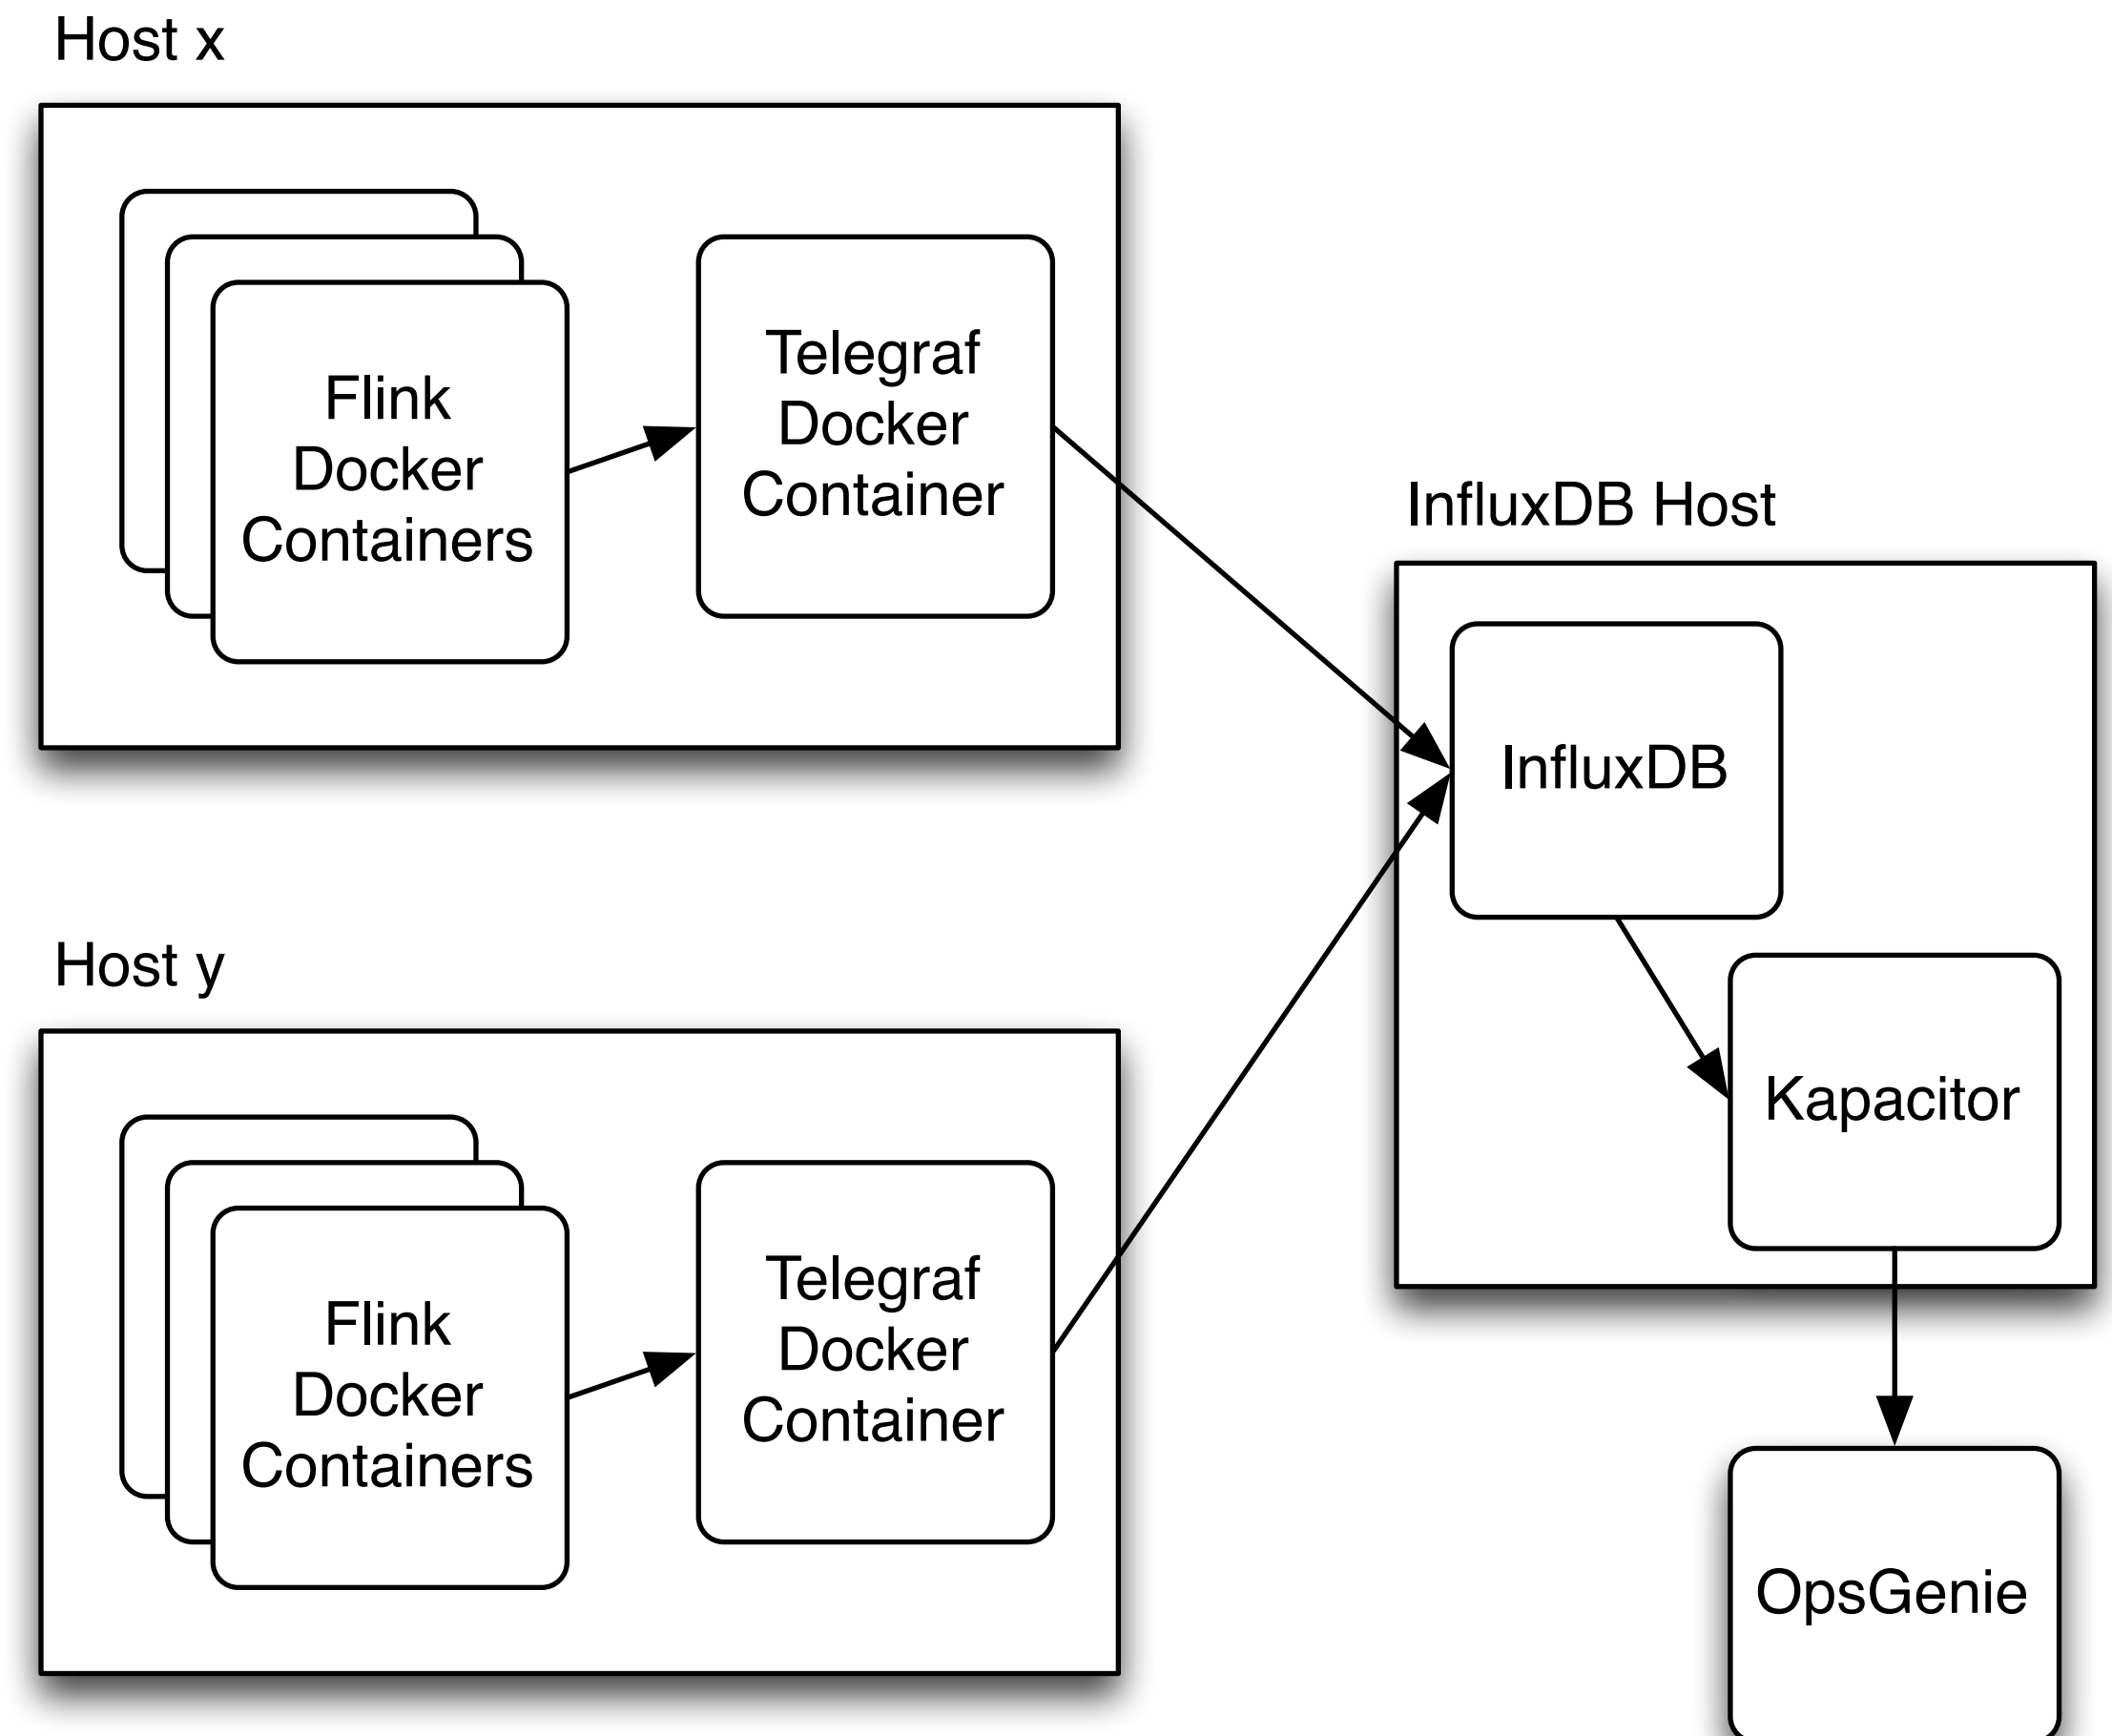 Host x
Flink
Docker
Containers
Telegraf
Docker
Container
InfluxDB Host
InfluxDB
Kapacitor
Host y
Flink
Docker
Containers
Telegraf
Docker
Container
OpsGenie